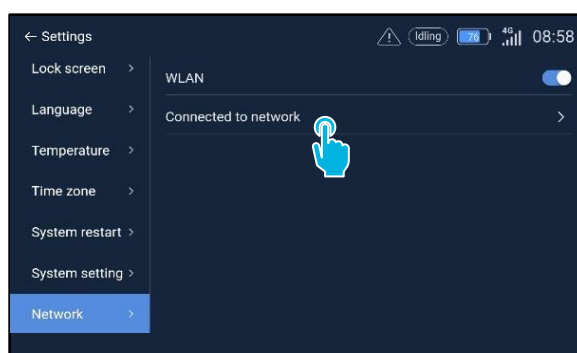 ← Settings
Idling 76 4G 08:58
Lock screen >
Language >
Temperature >
Time zone >
System restart >
System setting >
Network >
WLAN
Connected to network >